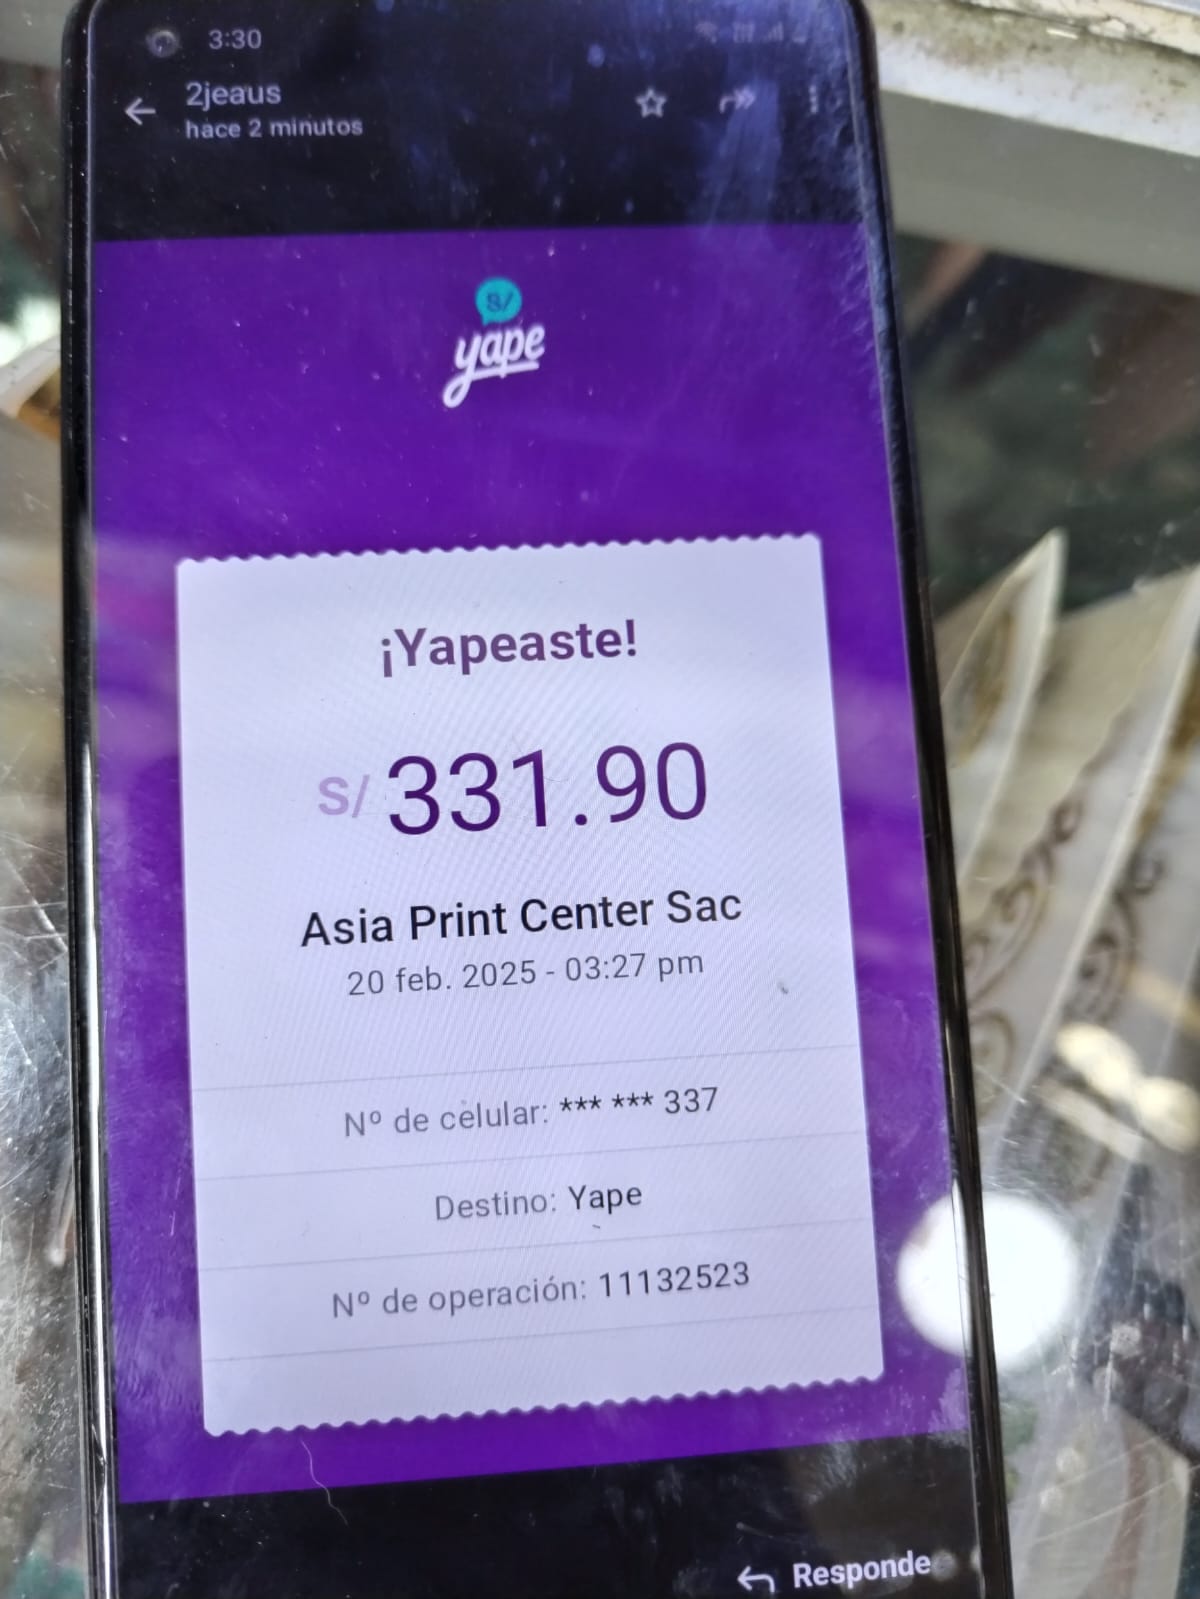 3:30
2jeaus
hace 2 minutos
S/
yape
¡Yapeaste!
S/ 331.90
Asia Print Center Sac
20 feb. 2025 - 03:27 pm
Nº de celular: *** *** 337
Destino: Yape
Nº de operación: 11132523
Responde